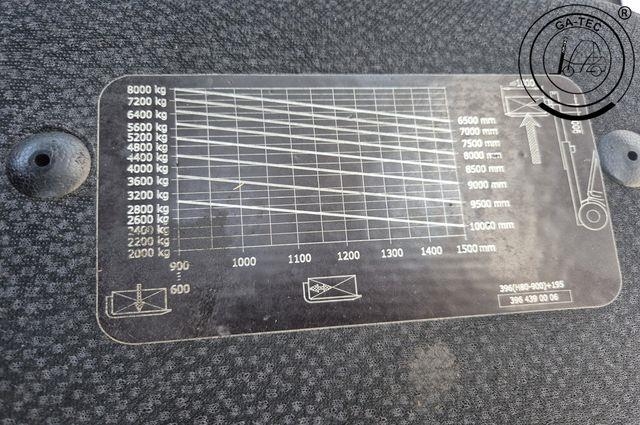 GA-TEC ®
8000 kg
7200 kg
6400 kg
5600 kg
5200 kg
4800 kg
4400 kg
4000 kg
3600 kg
3200 kg
2800 kg
2600 kg
2400 kg
2200 kg
2000 kg
6500 mm
7000 mm
7500 mm
8000 mm
8500 mm
9000 mm
9500 mm
10000 mm
900
600
1000
1100
1200
1300
1400
1500 mm
396(H80-900)+195
396 439 00 06